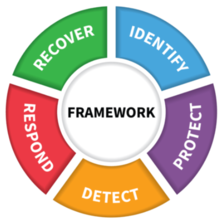 FRAMEWORK
IDENTIFY
PROTECT
DETECT
RESPOND
RECOVER